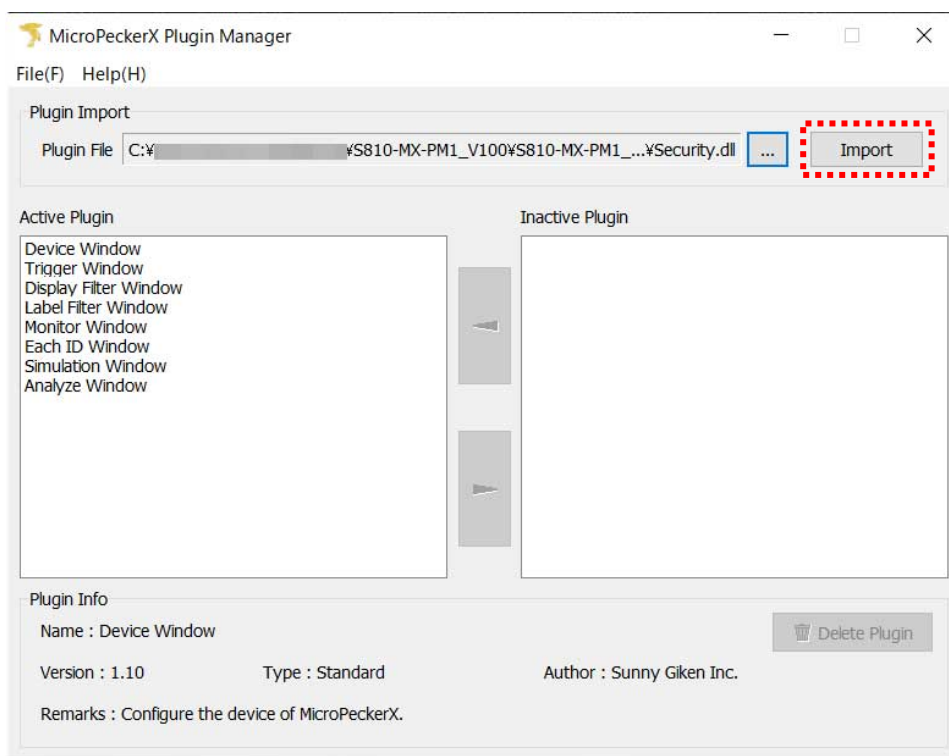 MicroPeckerX Plugin Manager
File(F) Help(H)
Plugin Import
Plugin File C:¥ ¥S810-MX-PM1_V100¥S810-MX-PM1_...¥Security.dll ... Import
Active Plugin Inactive Plugin
Device Window
Trigger Window
Display Filter Window
Label Filter Window
Monitor Window
Each ID Window
Simulation Window
Analyze Window
Plugin Info
Name : Device Window Delete Plugin
Version : 1.10 Type : Standard Author : Sunny Giken Inc.
Remarks : Configure the device of MicroPeckerX.